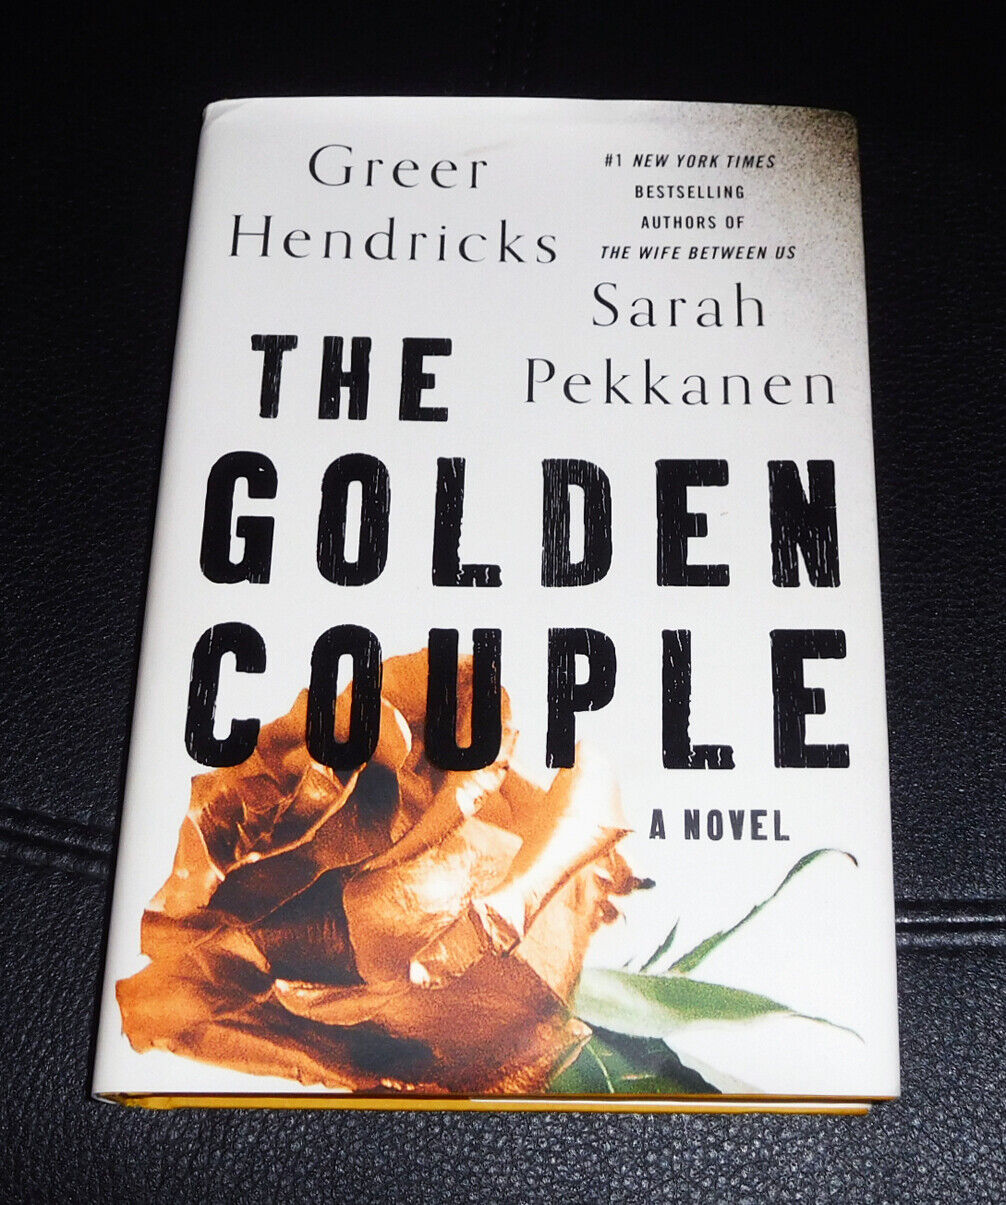 Greer
Hendricks
#1 NEW YORK TIMES
BESTSELLING
AUTHORS OF
THE WIFE BETWEEN US
Sarah
Pekkanen
THE
GOLDEN
COUPLE
A NOVEL